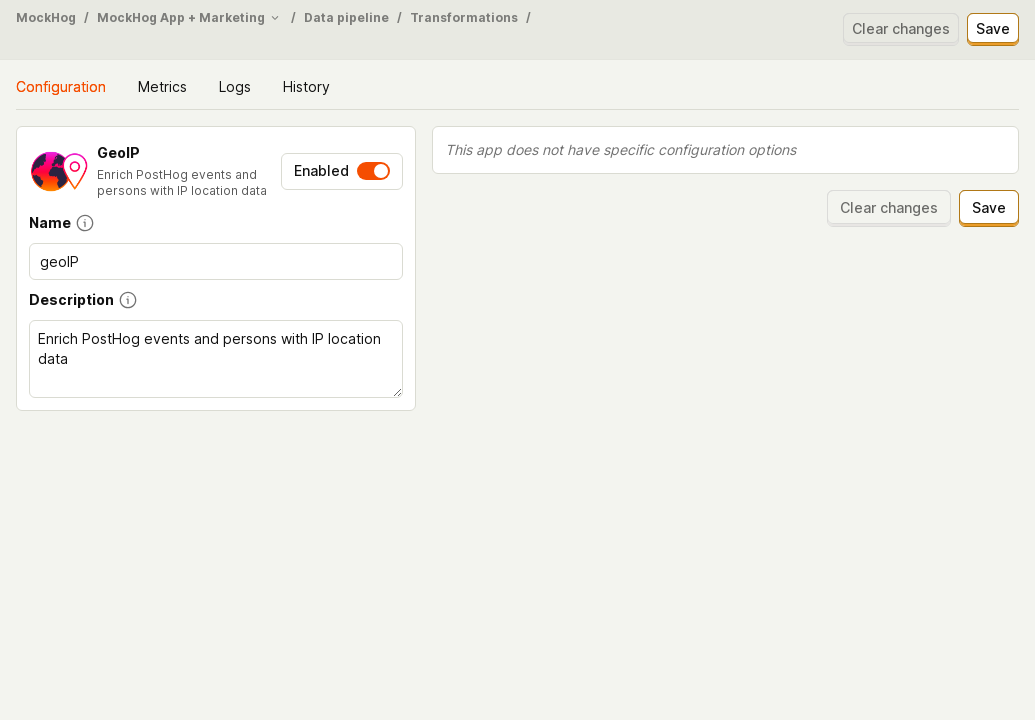 MockHog / MockHog App + Marketing / Data pipeline / Transformations /
Clear changes
Save
Configuration
Metrics
Logs
History
GeoIP
Enrich PostHog events and
persons with IP location data
Enabled
Name
geoIP
Description
Enrich PostHog events and persons with IP location
data
This app does not have specific configuration options
Clear changes
Save